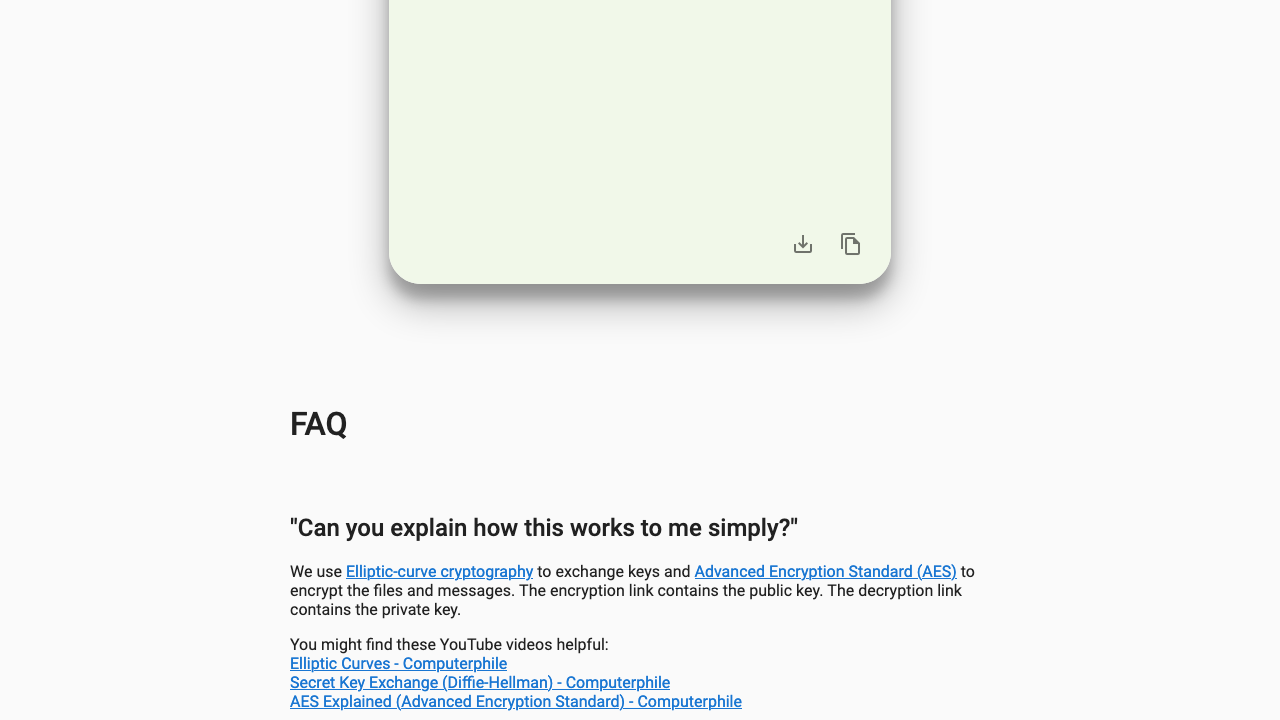 FAQ
"Can you explain how this works to me simply?"
We use Elliptic-curve cryptography to exchange keys and Advanced Encryption Standard (AES) to
encrypt the files and messages. The encryption link contains the public key. The decryption link
contains the private key.
You might find these YouTube videos helpful:
Elliptic Curves - Computerphile
Secret Key Exchange (Diffie-Hellman) - Computerphile
AES Explained (Advanced Encryption Standard) - Computerphile